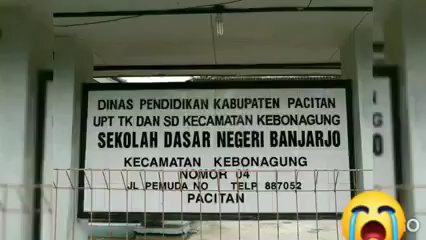 DINAS PENDIDIKAN KABUPATEN PACITAN
UPT TK DAN SD KECAMATAN KEBONAGUNG
SEKOLAH DASAR NEGERI BANJARJO
KECAMATAN KEBONAGUNG
NOMOR 04
JL PEMUDA NO TELP 887052
PACITAN